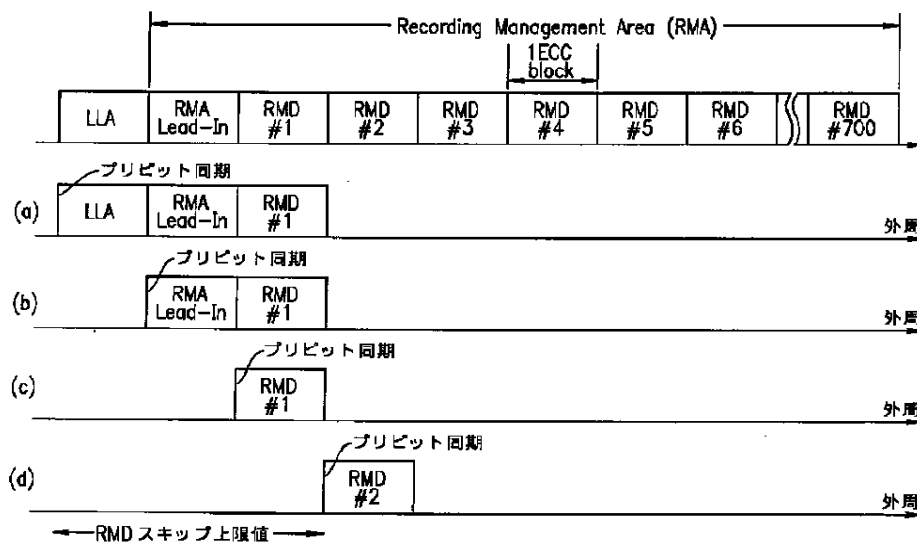 Recording Management Area (RMA)
1ECC
block
LLA
RMA
Lead-In
RMD
#1
RMD
#2
RMD
#3
RMD
#4
RMD
#5
RMD
#6
RMD
#700
プリピット同期
(a)
LLA
RMA
Lead-In
RMD
#1
外周
プリピット同期
(b)
RMA
Lead-In
RMD
#1
外周
プリピット同期
(c)
RMD
#1
外周
プリピット同期
(d)
RMD
#2
外周
RMD スキップ上限値